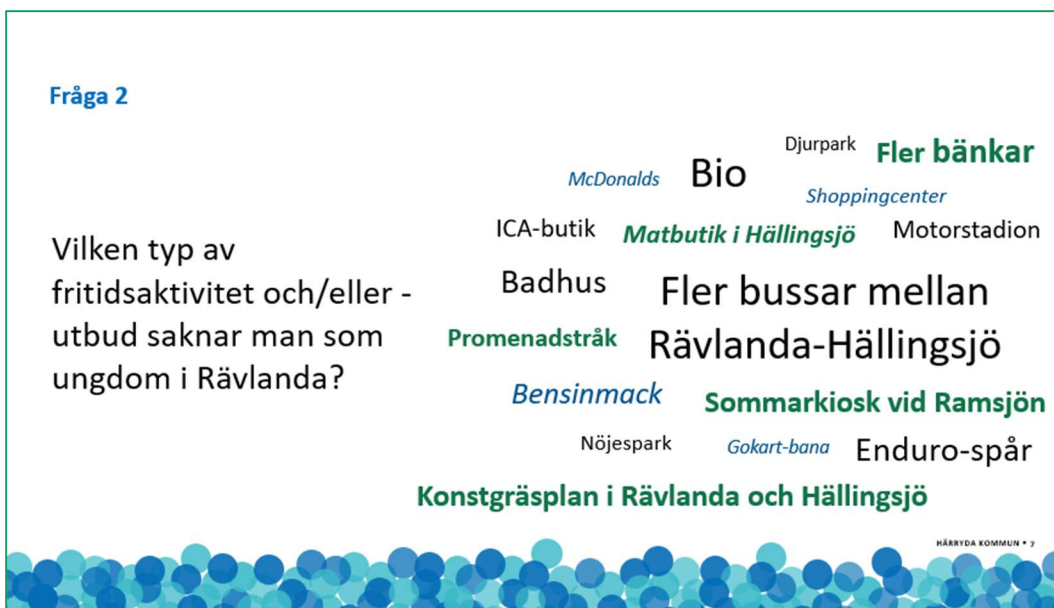 Fråga 2
Vilken typ av
fritidsaktivitet och/eller -
utbud saknar man som
ungdom i Rävlanda?
Djurpark
Fler bänkar
McDonalds
Bio
Shoppingcenter
ICA-butik
Matbutik i Hällingsjö
Motorstadion
Badhus
Fler bussar mellan
Rävlanda-Hällingsjö
Promenadstråk
Bensinmack
Sommarkiosk vid Ramsjön
Nöjespark
Gokart-bana
Enduro-spår
Konstgräsplan i Rävlanda och Hällingsjö
HÄRRYDA KOMMUN • 7